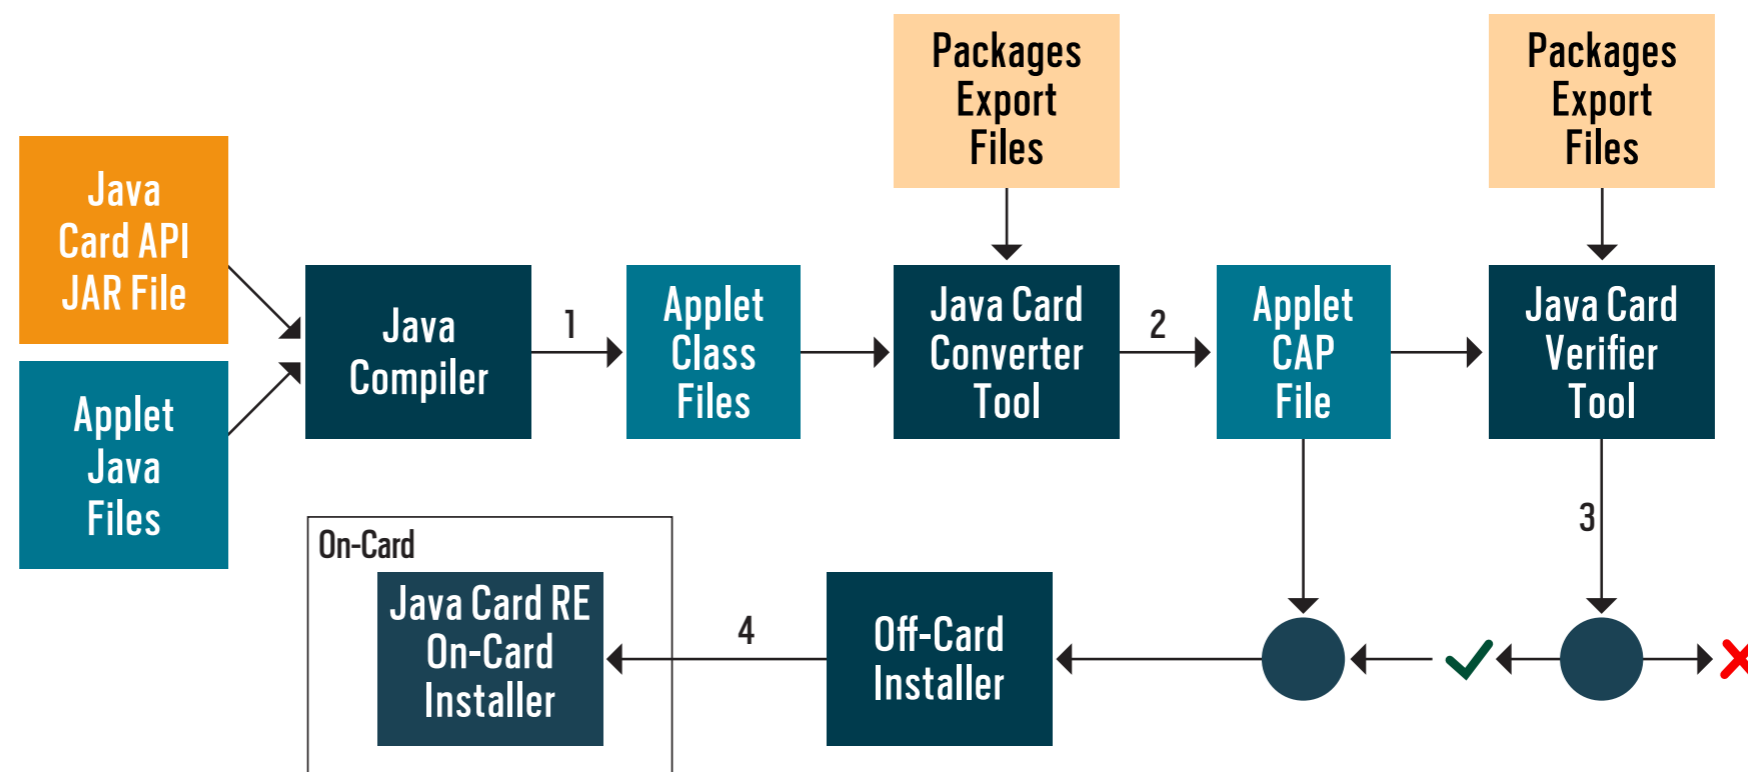 Packages
Export
Files
Packages
Export
Files
Java
Card API
JAR File
Applet
Java
Files
Java
Compiler
1
Applet
Class
Files
Java Card
Converter
Tool
2
Applet
CAP
File
Java Card
Verifier
Tool
3
On-Card
Java Card RE
On-Card
Installer
4
Off-Card
Installer